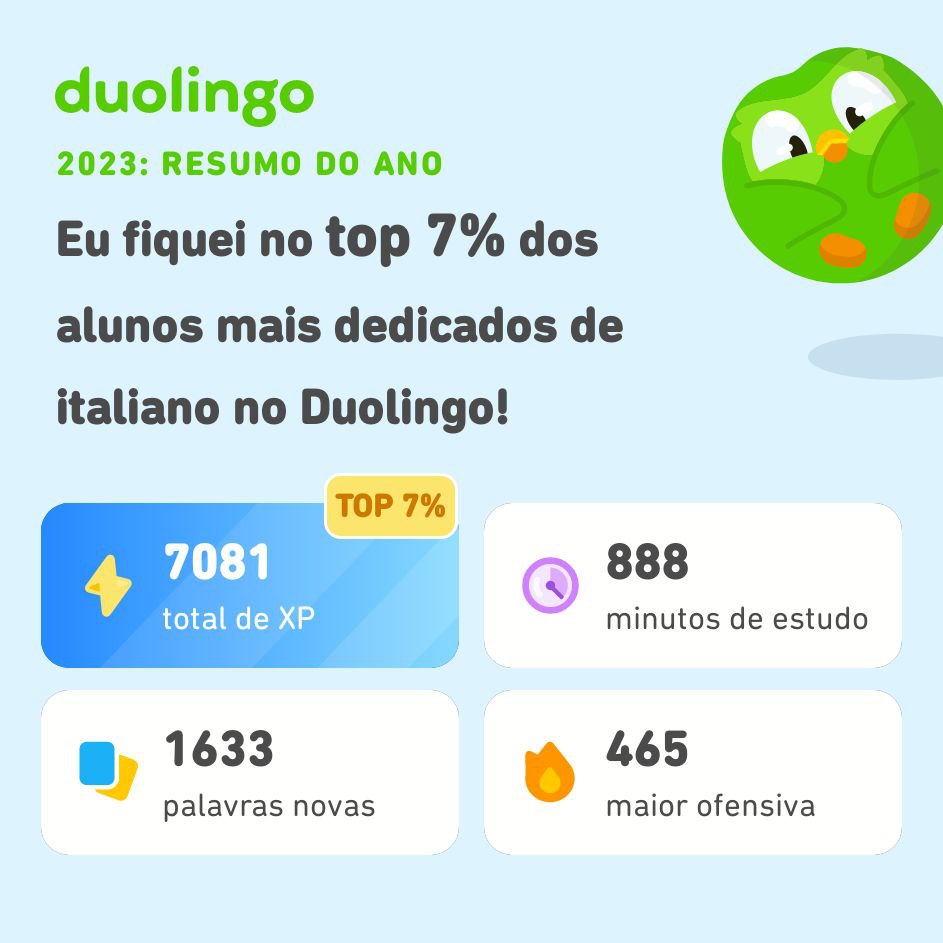 duolingo
2023: RESUMO DO ANO
Eu fiquei no top 7% dos
alunos mais dedicados de
italiano no Duolingo!
TOP 7%
7081
total de XP
888
minutos de estudo
1633
palavras novas
465
maior ofensiva